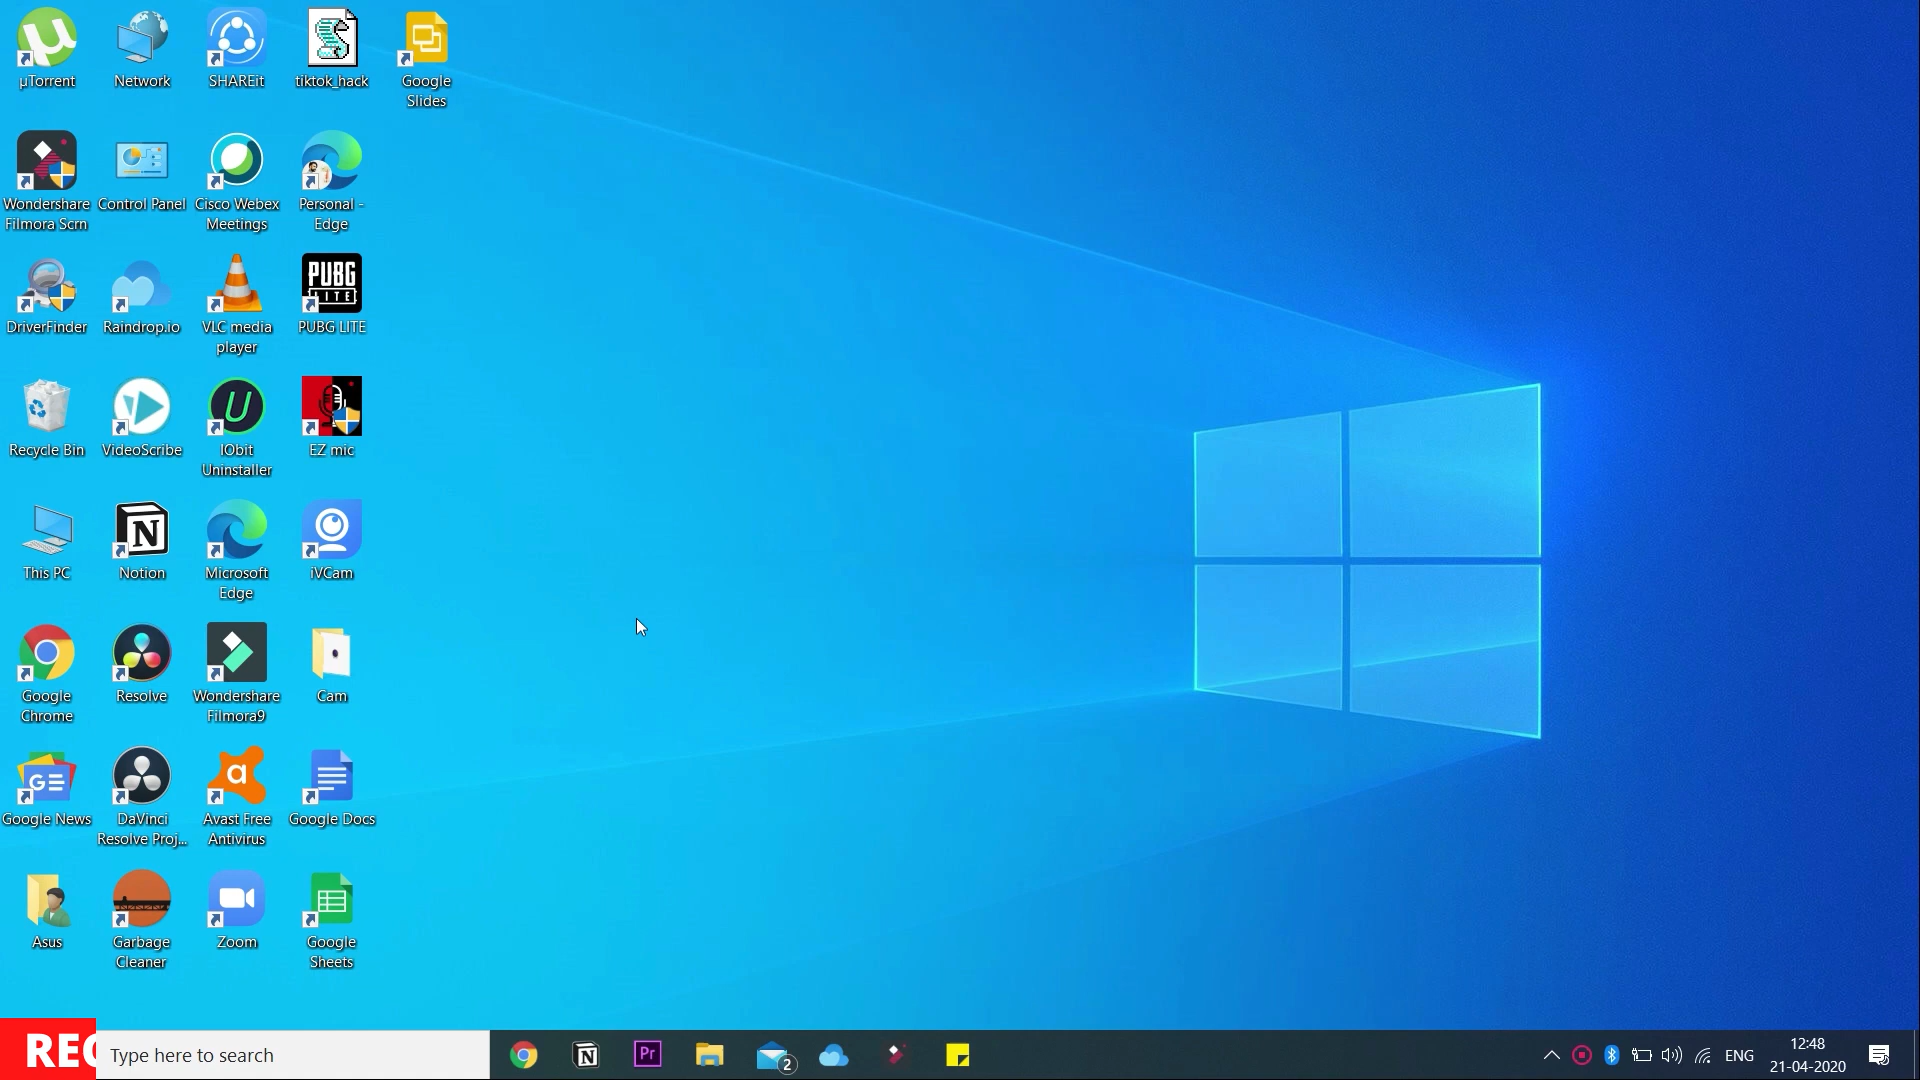 µTorrent
Network
SHAREit
tiktok_hack
Google
Slides
Wondershare
Filmora Scrn
Control Panel
Cisco Webex
Meetings
Personal -
Edge
DriverFinder
Raindrop.io
VLC media
player
PUBG
LITE
PUBG LITE
Recycle Bin
VideoScribe
IObit
Uninstaller
EZ mic
This PC
Notion
Microsoft
Edge
iVCam
Google
Chrome
Resolve
Wondershare
Filmora9
Cam
Google News
DaVinci
Resolve Proj...
Avast Free
Antivirus
Google Docs
Asus
Garbage
Cleaner
Zoom
Google
Sheets
REC
Type here to search
Pr
2
ENG
12:48
21-04-2020